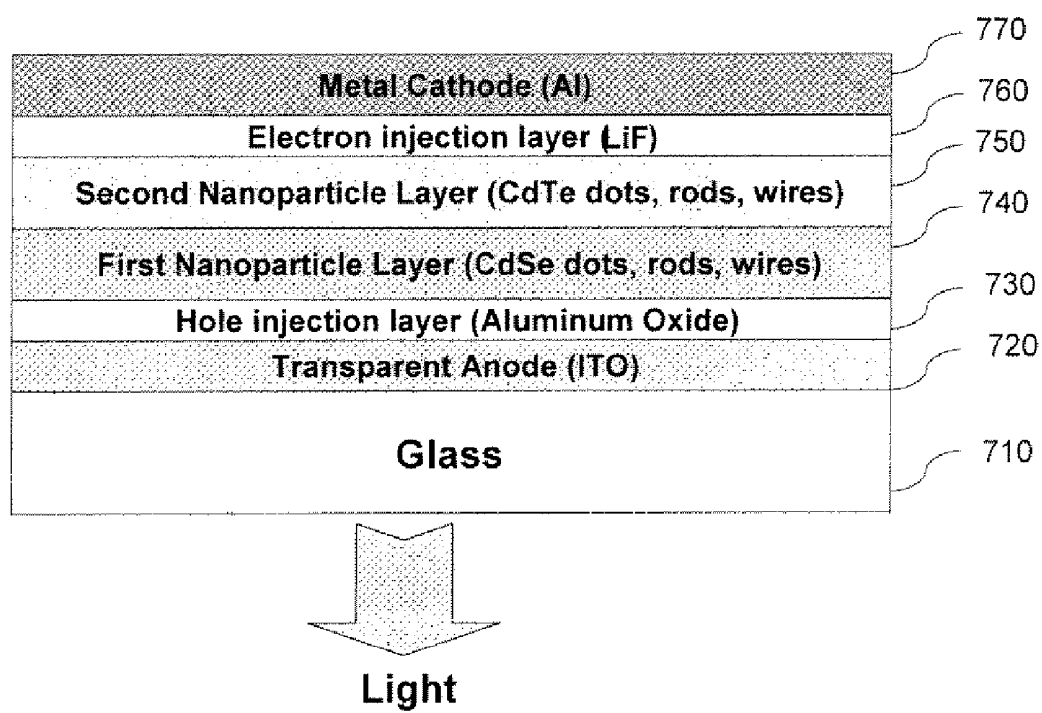 770
Metal Cathode (Al)
760
Electron injection layer (LiF)
750
Second Nanoparticle Layer (CdTe dots, rods, wires)
740
First Nanoparticle Layer (CdSe dots, rods, wires)
730
Hole injection layer (Aluminum Oxide)
720
Transparent Anode (ITO)
Glass
710
Light